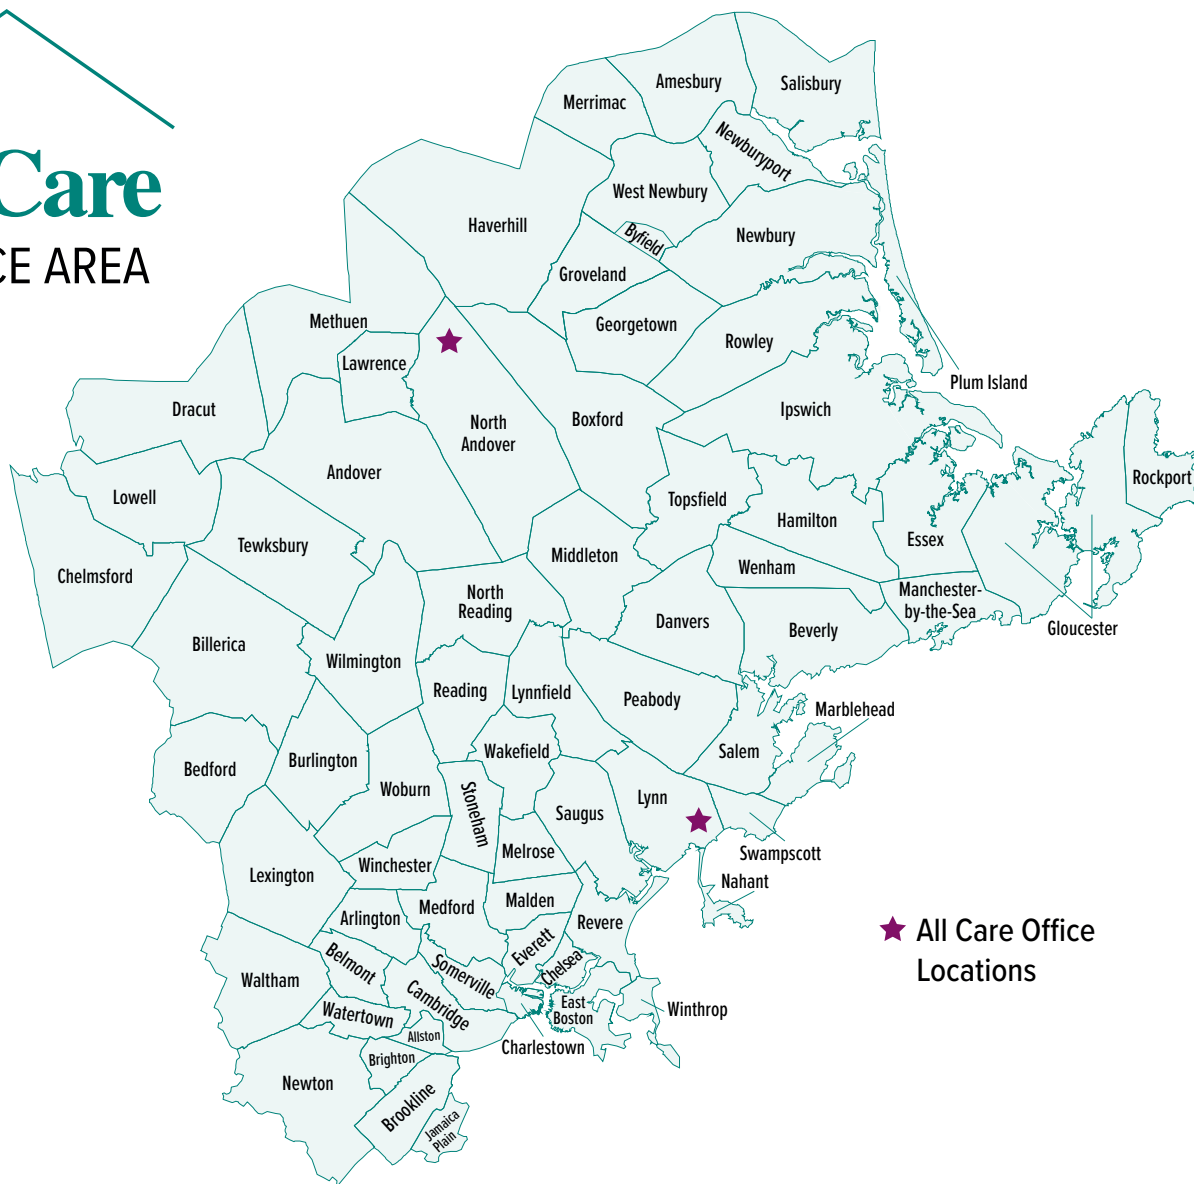 Care
CE AREA
Amesbury
Salisbury
Merrimac
Newburyport
West Newbury
Haverhill
Byfield
Newbury
Groveland
Methuen
Georgetown
Rowley
Lawrence
Plum Island
Dracut
Boxford
Ipswich
North
Andover
Andover
Rockport
Lowell
Topsfield
Hamilton
Tewksbury
Essex
Middleton
Chelmsford
Wenham
North
Reading
Manchester-
by-the-Sea
Danvers
Beverly
Gloucester
Billerica
Wilmington
Reading
Lynnfield
Peabody
Marblehead
Wakefield
Salem
Bedford
Burlington
Woburn
Stoneham
Saugus
Lynn
Swampscott
Melrose
Winchester
Lexington
Nahant
Malden
Medford
Arlington
Revere
Everett
All Care Office
Locations
Belmont
Somerville
Chelsea
Waltham
Cambridge
East
Boston
Winthrop
Watertown
Allston
Charlestown
Brighton
Newton
Brookline
Jamaica
Plain